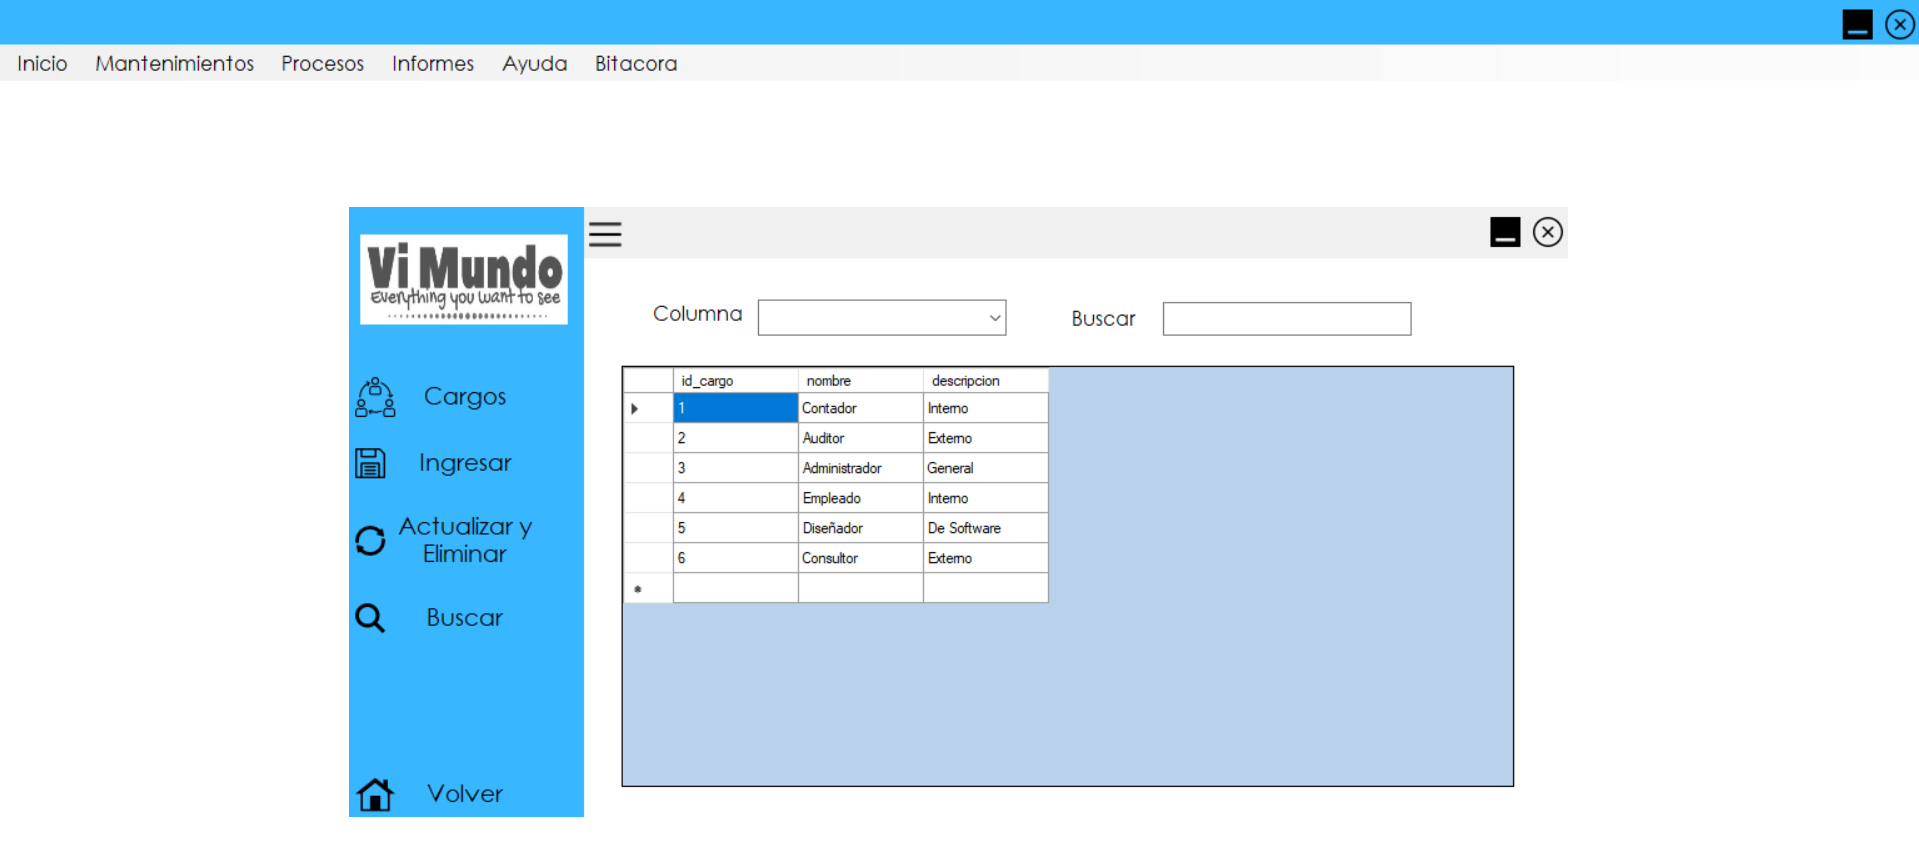 Inicio Mantenimientos Procesos Informes Ayuda Bitacora
Vi Mundo
Everything you want to see
Cargos
Ingresar
Actualizar y
Eliminar
Buscar
Volver
Columna Buscar
id_cargo nombre descripcion
1 Contador Interno
2 Auditor Externo
3 Administrador General
4 Empleado Interno
5 Diseñador De Software
6 Consultor Externo